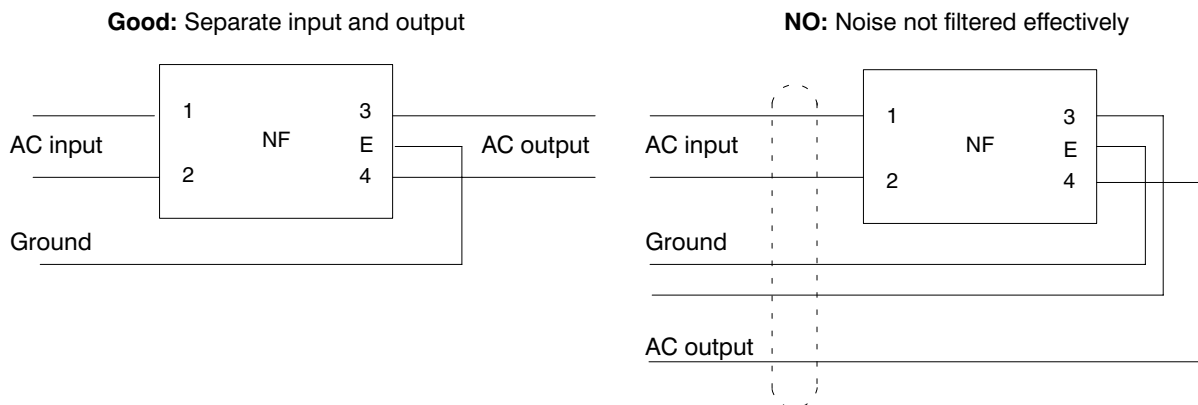 Good: Separate input and output
1
3
AC input
NF
E
AC output
2
4
Ground
NO: Noise not filtered effectively
1
3
AC input
NF
E
2
4
Ground
AC output